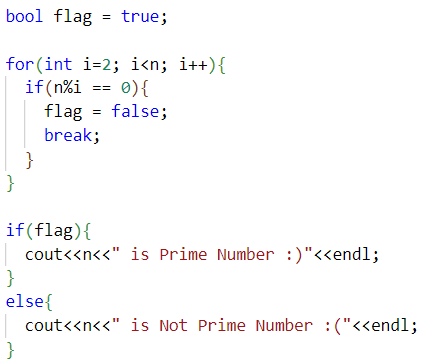 bool flag = true;
for(int i=2; i<n; i++){
if(n%i == 0){
flag = false;
break;
}
}
if(flag){
cout<<n<<" is Prime Number :)"<<endl;
}
else{
cout<<n<<" is Not Prime Number :("<<endl;
}